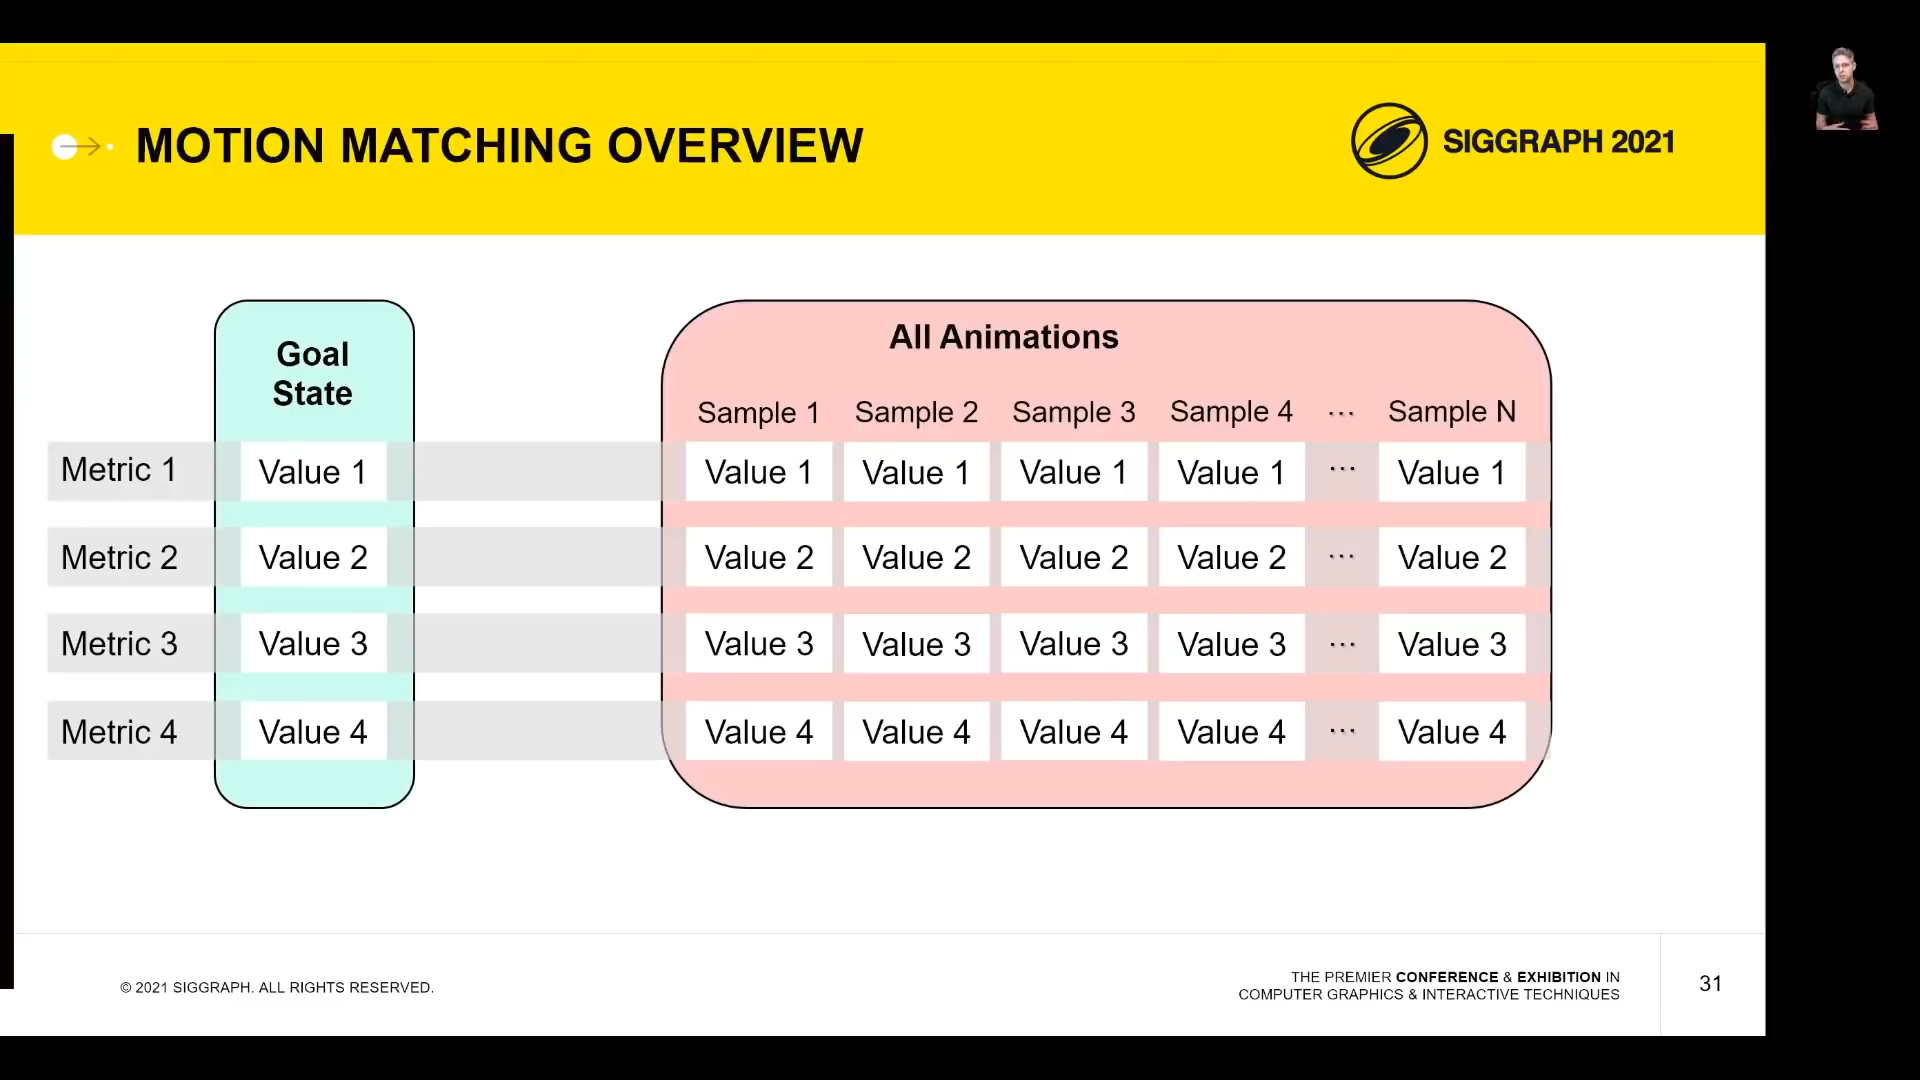 MOTION MATCHING OVERVIEW
SIGGRAPH 2021
Goal
State
All Animations
Sample 1 Sample 2 Sample 3 Sample 4 ... Sample N
Metric 1 Value 1 Value 1 Value 1 Value 1 Value 1 ... Value 1
Metric 2 Value 2 Value 2 Value 2 Value 2 Value 2 ... Value 2
Metric 3 Value 3 Value 3 Value 3 Value 3 Value 3 ... Value 3
Metric 4 Value 4 Value 4 Value 4 Value 4 Value 4 ... Value 4
© 2021 SIGGRAPH. ALL RIGHTS RESERVED.
THE PREMIER CONFERENCE & EXHIBITION IN
COMPUTER GRAPHICS & INTERACTIVE TECHNIQUES
31